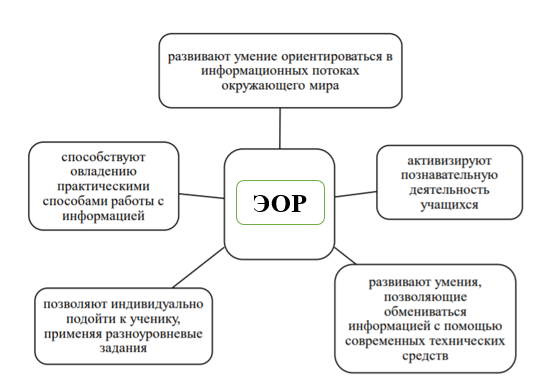 развивают умение ориентироваться в
информационных потоках
окружающего мира
способствуют
овладению
практическими
способами работы с
информацией
ЭОР
активизируют
познавательную
деятельность
учащихся
позволяют индивидуально
подойти к ученику,
применяя разноуровневые
задания
развивают умения,
позволяющие
обмениваться
информацией с помощью
современных технических
средств